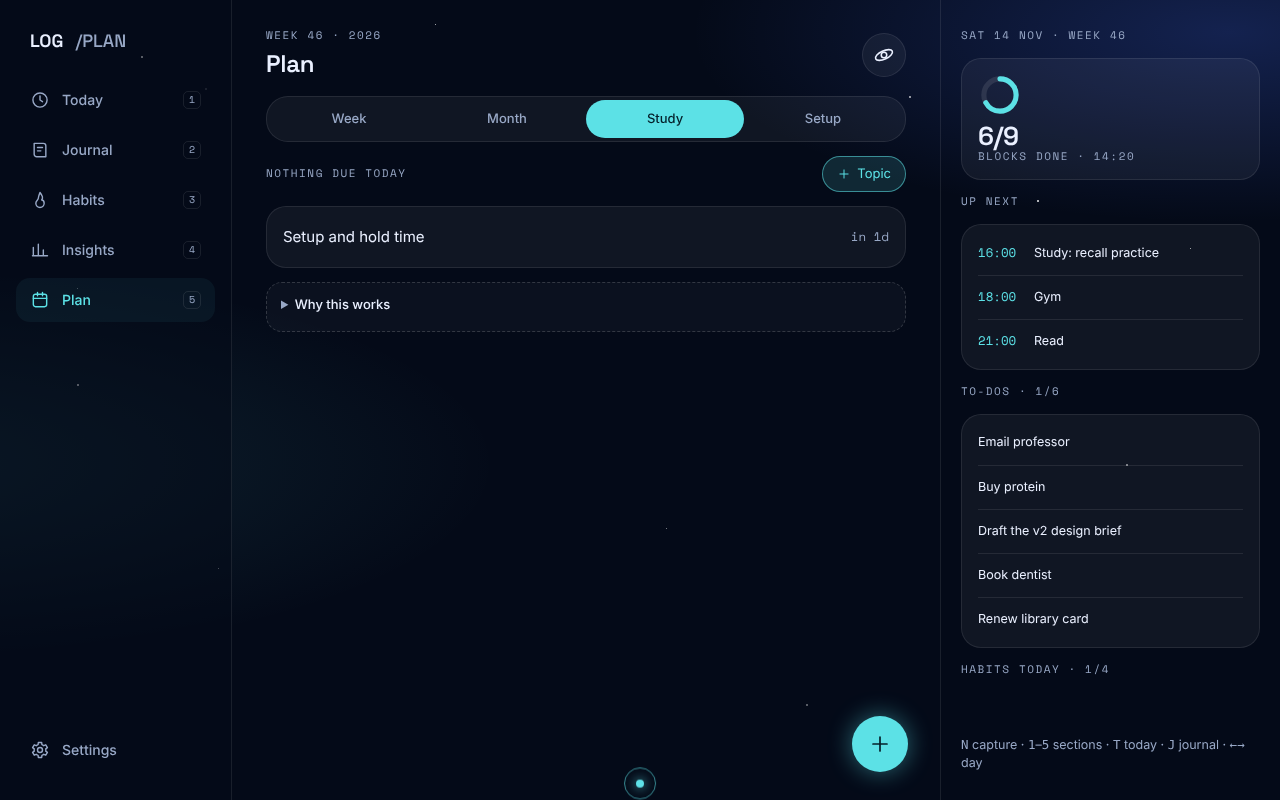 LOG /PLAN
Today 1
Journal 2
Habits 3
Insights 4
Plan 5
Settings
WEEK 46 · 2026
Plan
Week Month Study Setup
NOTHING DUE TODAY
+ Topic
Setup and hold time in 1d
Why this works
SAT 14 NOV · WEEK 46
6/9
BLOCKS DONE · 14:20
UP NEXT
16:00 Study: recall practice
18:00 Gym
21:00 Read
TO-DOS · 1/6
Email professor
Buy protein
Draft the v2 design brief
Book dentist
Renew library card
HABITS TODAY · 1/4
N capture · 1–5 sections · T today · J journal · ←→
day